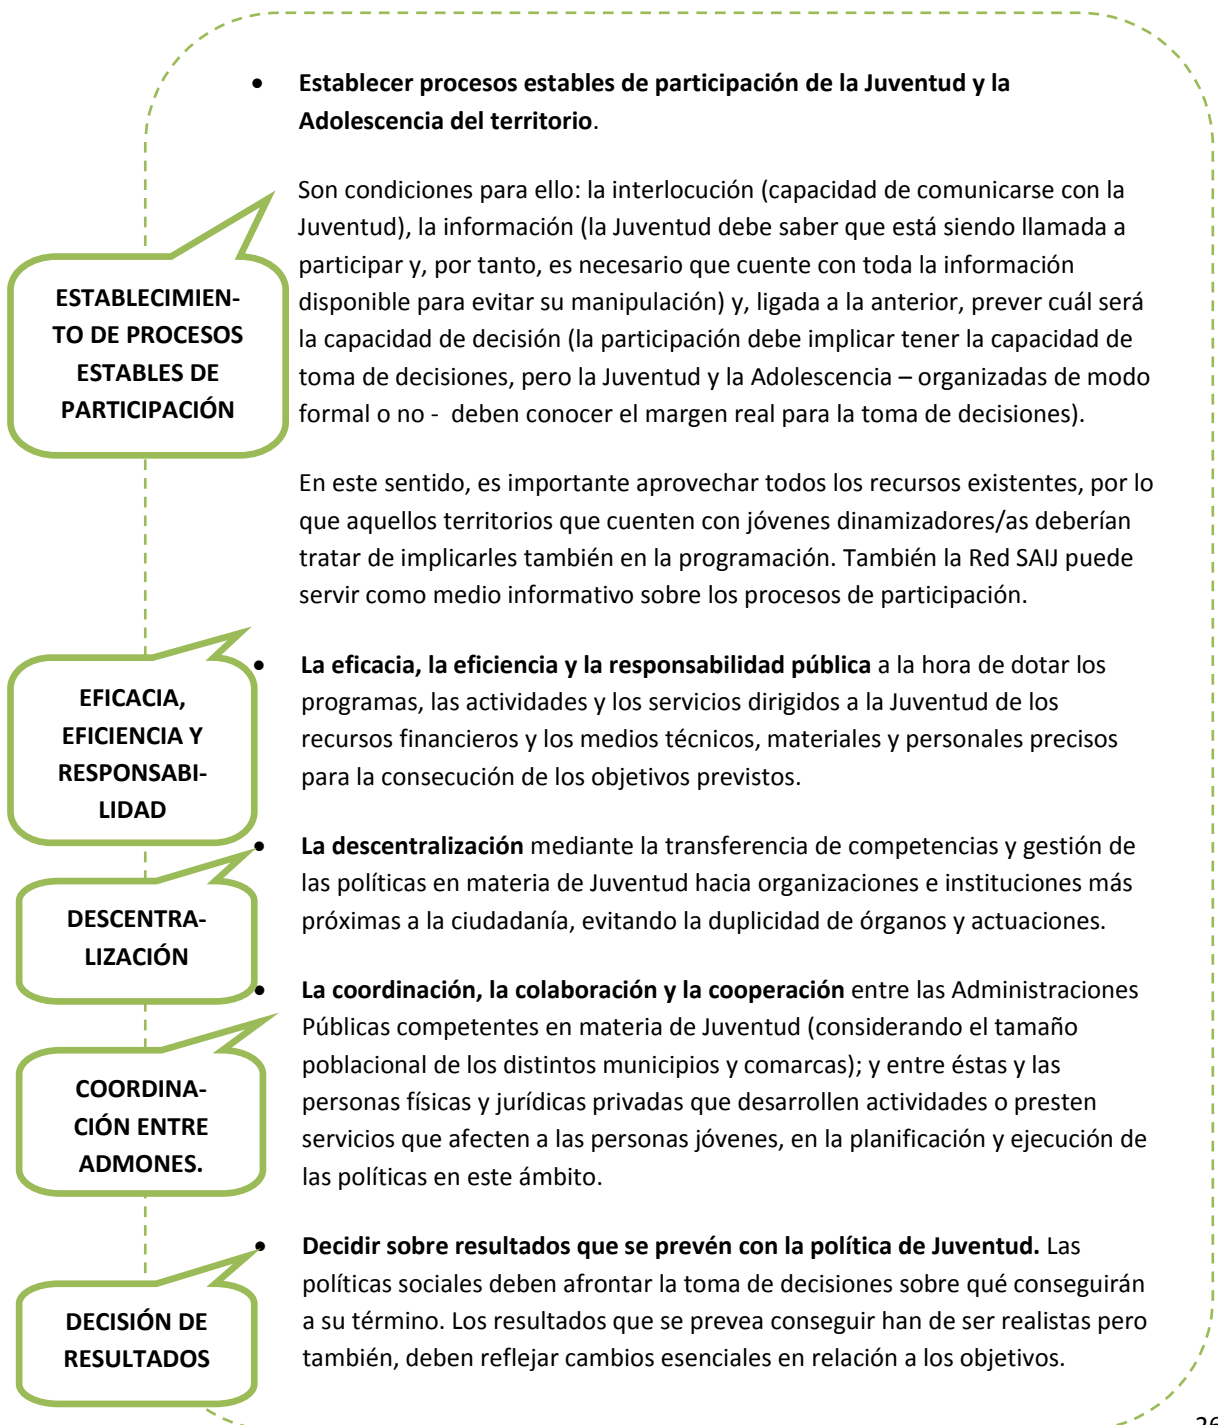 • Establecer procesos estables de participación de la Juventud y la
Adolescencia del territorio.
Son condiciones para ello: la interlocución (capacidad de comunicarse con la
Juventud), la información (la Juventud debe saber que está siendo llamada a
participar y, por tanto, es necesario que cuente con toda la información
disponible para evitar su manipulación) y, ligada a la anterior, prever cuál será
la capacidad de decisión (la participación debe implicar tener la capacidad de
toma de decisiones, pero la Juventud y la Adolescencia – organizadas de modo
formal o no - deben conocer el margen real para la toma de decisiones).
ESTABLECIMIEN-
TO DE PROCESOS
ESTABLES DE
PARTICIPACIÓN
En este sentido, es importante aprovechar todos los recursos existentes, por lo
que aquellos territorios que cuenten con jóvenes dinamizadores/as deberían
tratar de implicarles también en la programación. También la Red SAIJ puede
servir como medio informativo sobre los procesos de participación.
• La eficacia, la eficiencia y la responsabilidad pública a la hora de dotar los
programas, las actividades y los servicios dirigidos a la Juventud de los
recursos financieros y los medios técnicos, materiales y personales precisos
para la consecución de los objetivos previstos.
EFICACIA,
EFICIENCIA Y
RESPONSABI-
LIDAD
• La descentralización mediante la transferencia de competencias y gestión de
las políticas en materia de Juventud hacia organizaciones e instituciones más
próximas a la ciudadanía, evitando la duplicidad de órganos y actuaciones.
DESCENTRA-
LIZACIÓN
• La coordinación, la colaboración y la cooperación entre las Administraciones
Públicas competentes en materia de Juventud (considerando el tamaño
poblacional de los distintos municipios y comarcas); y entre éstas y las
personas físicas y jurídicas privadas que desarrollen actividades o presten
servicios que afecten a las personas jóvenes, en la planificación y ejecución de
las políticas en este ámbito.
COORDINA-
CIÓN ENTRE
ADMONES.
• Decidir sobre resultados que se prevén con la política de Juventud. Las
políticas sociales deben afrontar la toma de decisiones sobre qué conseguirán
a su término. Los resultados que se prevea conseguir han de ser realistas pero
también, deben reflejar cambios esenciales en relación a los objetivos.
DECISIÓN DE
RESULTADOS